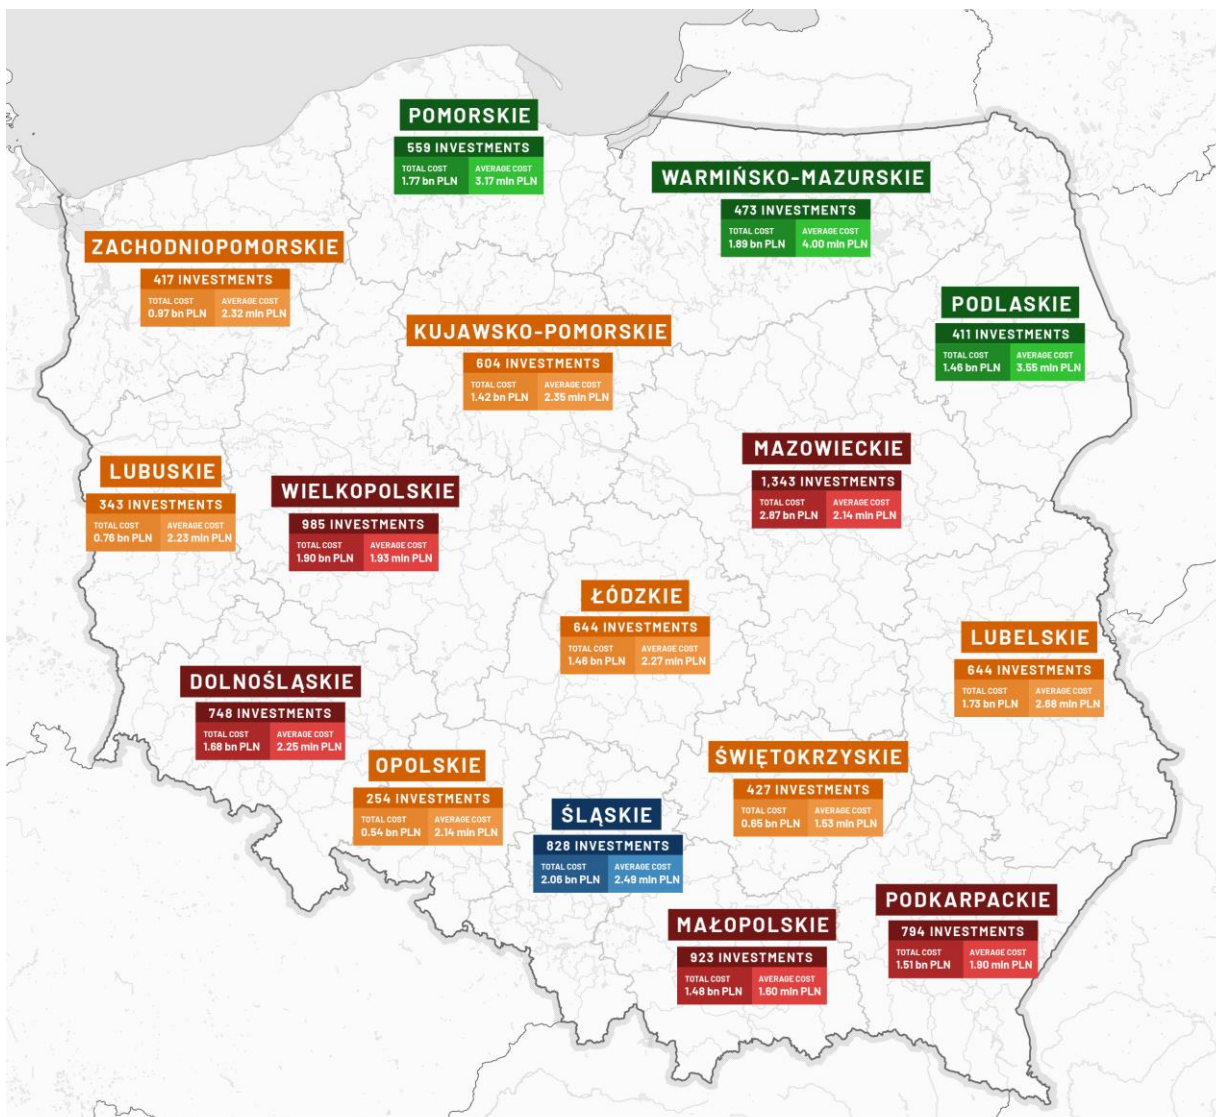 POMORSKIE
559 INVESTMENTS
TOTAL COST AVERAGE COST
1.77 bn PLN 3.17 mln PLN
WARMIŃSKO-MAZURSKIE
473 INVESTMENTS
TOTAL COST AVERAGE COST
1.89 bn PLN 4.00 mln PLN
ZACHODNIOPOMORSKIE
417 INVESTMENTS
TOTAL COST AVERAGE COST
0.97 bn PLN 2.32 mln PLN
PODLASKIE
411 INVESTMENTS
TOTAL COST AVERAGE COST
1.46 bn PLN 3.55 mln PLN
KUJAWSKO-POMORSKIE
604 INVESTMENTS
TOTAL COST AVERAGE COST
1.42 bn PLN 2.35 mln PLN
MAZOWIECKIE
1,343 INVESTMENTS
TOTAL COST AVERAGE COST
2.87 bn PLN 2.14 mln PLN
LUBUSKIE
343 INVESTMENTS
TOTAL COST AVERAGE COST
0.76 bn PLN 2.23 mln PLN
WIELKOPOLSKIE
985 INVESTMENTS
TOTAL COST AVERAGE COST
1.90 bn PLN 1.93 mln PLN
ŁÓDZKIE
644 INVESTMENTS
TOTAL COST AVERAGE COST
1.46 bn PLN 2.27 mln PLN
LUBELSKIE
644 INVESTMENTS
TOTAL COST AVERAGE COST
1.73 bn PLN 2.68 mln PLN
DOLNOŚLĄSKIE
748 INVESTMENTS
TOTAL COST AVERAGE COST
1.68 bn PLN 2.25 mln PLN
OPOLSKIE
254 INVESTMENTS
TOTAL COST AVERAGE COST
0.54 bn PLN 2.14 mln PLN
ŚWIĘTOKRZYSKIE
427 INVESTMENTS
TOTAL COST AVERAGE COST
0.65 bn PLN 1.53 mln PLN
ŚLĄSKIE
828 INVESTMENTS
TOTAL COST AVERAGE COST
2.06 bn PLN 2.49 mln PLN
PODKARPACKIE
794 INVESTMENTS
TOTAL COST AVERAGE COST
1.51 bn PLN 1.90 mln PLN
MAŁOPOLSKIE
923 INVESTMENTS
TOTAL COST AVERAGE COST
1.48 bn PLN 1.60 mln PLN